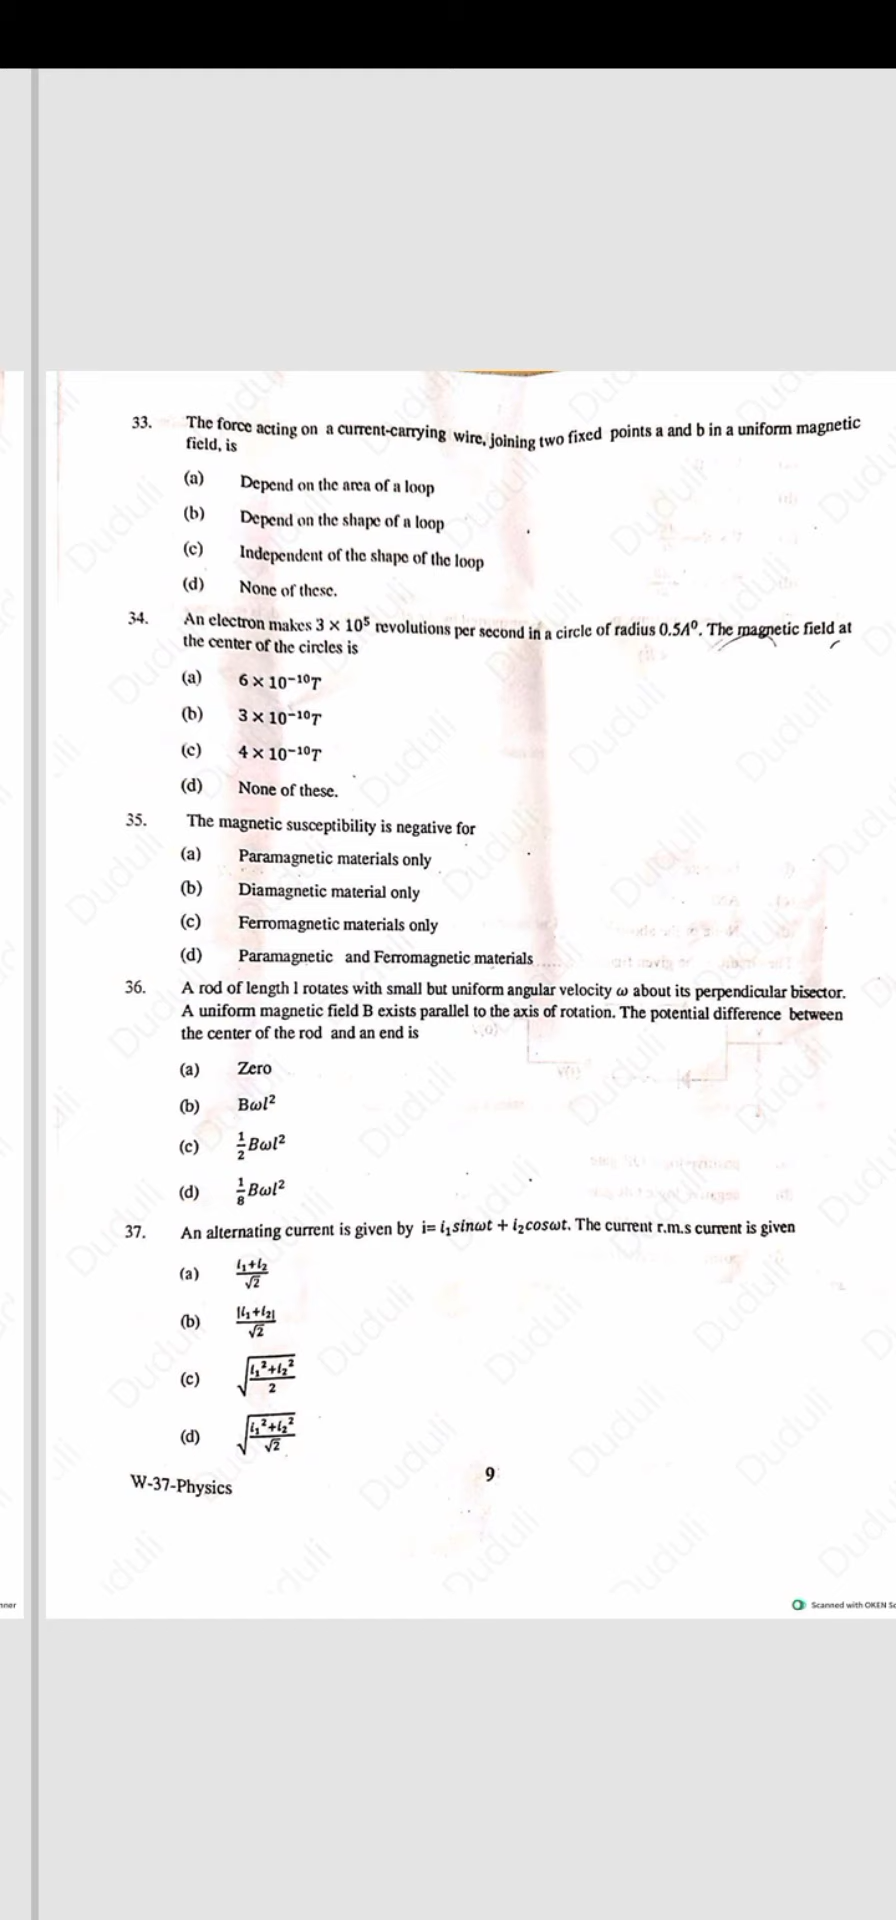 33. The force acting on a current-carrying wire, joining two fixed points a and b in a uniform magnetic
field, is
(a) Depend on the area of a loop
(b) Depend on the shape of a loop
(c) Independent of the shape of the loop
(d) None of these.
34. An electron makes 3 × 10⁵ revolutions per second in a circle of radius 0.5A⁰. The magnetic field at
the center of the circles is
(a) 6 × 10⁻¹⁰T
(b) 3 × 10⁻¹⁰T
(c) 4 × 10⁻¹⁰T
(d) None of these.
35. The magnetic susceptibility is negative for
(a) Paramagnetic materials only
(b) Diamagnetic material only
(c) Ferromagnetic materials only
(d) Paramagnetic and Ferromagnetic materials
36. A rod of length l rotates with small but uniform angular velocity ω about its perpendicular bisector.
A uniform magnetic field B exists parallel to the axis of rotation. The potential difference between
the center of the rod and an end is
(a) Zero
(b) Bωl²
(c) ½Bωl²
(d) ⅛Bωl²
37. An alternating current is given by i= i₁sinωt + i₂cosωt. The current r.m.s current is given
(a) (i₁+i₂)/√2
(b) |i₁+i₂|/√2
(c) √((i₁²+i₂²)/2)
(d) √((i₁²+i₂²)/√2)
W-37-Physics 9
Scanned with OKEN
Duduli